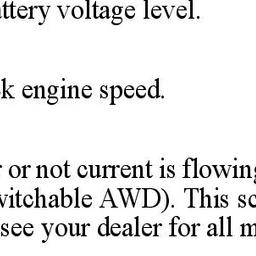 ttery voltage level.
k engine speed.
or not current is flowing
witchable AWD). This sc
see your dealer for all m